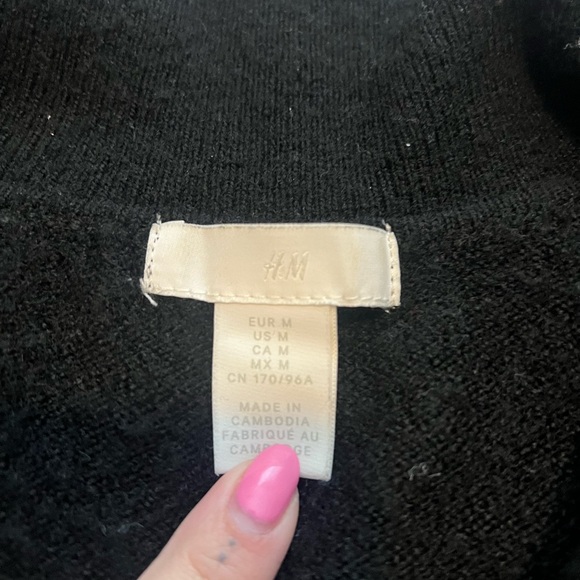 H&M
EUR M
US M
CA M
MX M
CN 170/96A
MADE IN
CAMBODIA
FABRIQUÉ AU